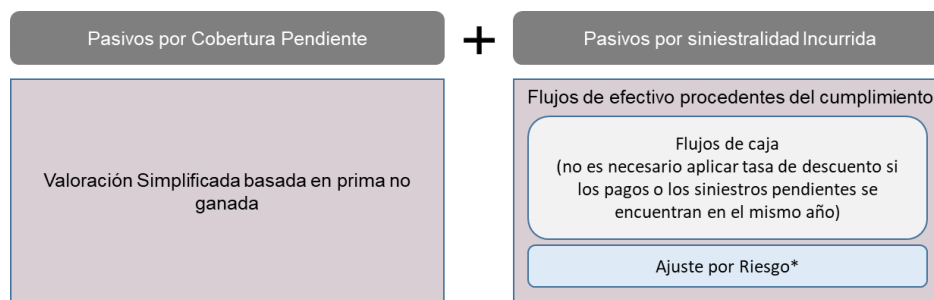 Pasivos por Cobertura Pendiente
+
Pasivos por siniestralidad Incurrida
Valoración Simplificada basada en prima no
ganada
Flujos de efectivo procedentes del cumplimiento
Flujos de caja
(no es necesario aplicar tasa de descuento si
los pagos o los siniestros pendientes se
encuentran en el mismo año)
Ajuste por Riesgo*